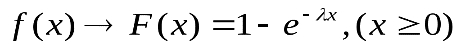 f(x) → F(x) = 1 - e^{-λx}, (x ≥ 0)